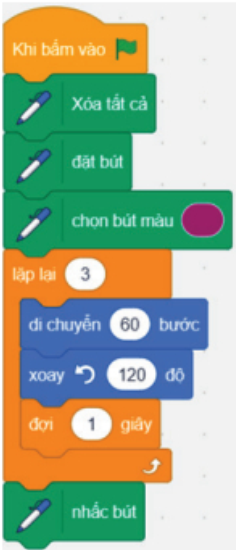 Khi bấm vào
Xóa tất cả
đặt bút
chọn bút màu
lặp lại 3
di chuyển 60 bước
xoay 120 độ
đợi 1 giây
nhấc bút